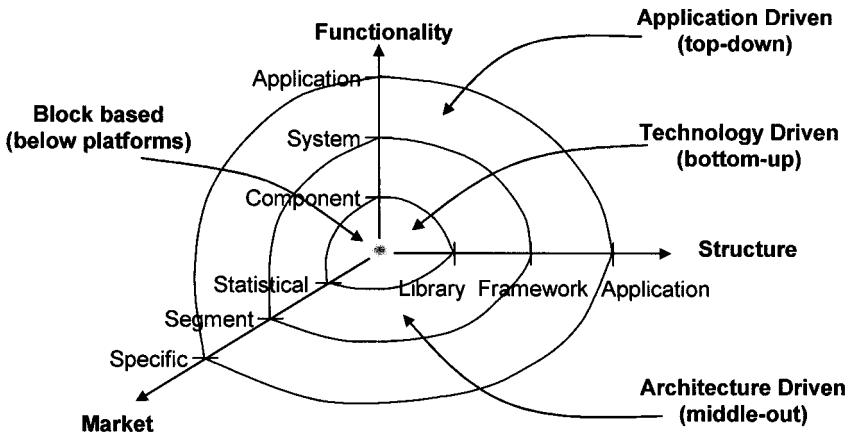 Functionality
Application Driven
(top-down)
Application
Block based
(below platforms)
System
Technology Driven
(bottom-up)
Component
Structure
Statistical
Library
Framework
Application
Segment
Specific
Architecture Driven
(middle-out)
Market